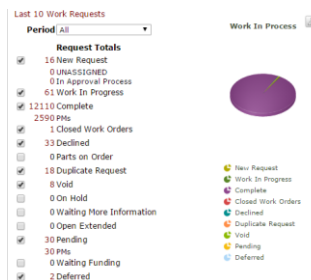 Last 10 Work Requests
Period All
Request Totals
16 New Request
0 UNASSIGNED
0 In Approval Process
61 Work In Progress
12110 Complete
2590 PMs
1 Closed Work Orders
33 Declined
0 Parts on Order
18 Duplicate Request
8 Void
0 On Hold
0 Waiting More Information
0 Open Extended
30 Pending
30 PMs
0 Waiting Funding
2 Deferred
Work In Process
New Request
Work In Progress
Complete
Closed Work Orders
Declined
Duplicate Request
Void
Pending
Deferred